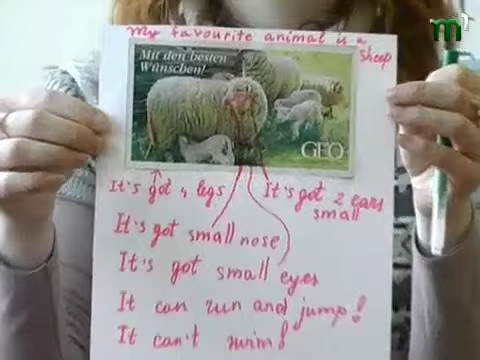 My favourite animal is a
sheep
Mit den besten
Wünschen!
GEO
It's got 4 legs
It's got 2 ears
small
It's got small nose
It's got small eyes
It can run and jump!
It can't swim!
m1